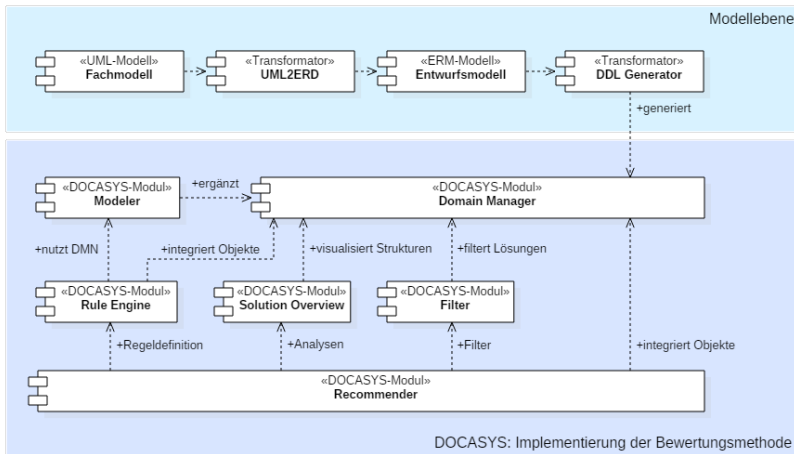 Modellebene
«UML-Modell»
Fachmodell
«Transformator»
UML2ERD
«ERM-Modell»
Entwurfsmodell
«Transformator»
DDL Generator
+generiert
«DOCASYS-Modul»
Modeler
+ergänzt
«DOCASYS-Modul»
Domain Manager
+nutzt DMN
+integriert Objekte
+visualisiert Strukturen
+filtert Lösungen
«DOCASYS-Modul»
Rule Engine
«DOCASYS-Modul»
Solution Overview
«DOCASYS-Modul»
Filter
+Regeldefinition
+Analysen
+Filter
+integriert Objekte
«DOCASYS-Modul»
Recommender
DOCASYS: Implementierung der Bewertungsmethode